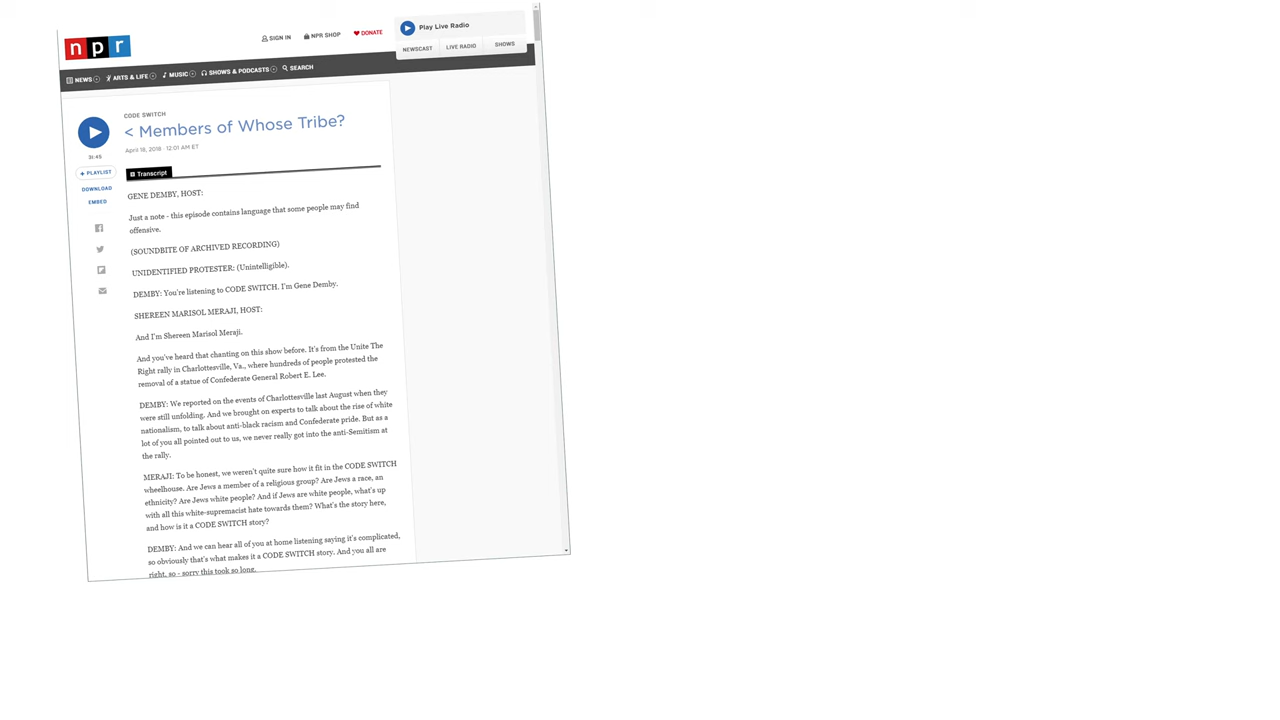 npr
SIGN IN
NPR SHOP
DONATE
Play Live Radio
NEWSCAST
LIVE RADIO
SHOWS
NEWS
ARTS & LIFE
MUSIC
SHOWS & PODCASTS
SEARCH
CODE SWITCH
< Members of Whose Tribe?
April 18, 2018 · 12:01 AM ET
31:45
+ PLAYLIST
DOWNLOAD
EMBED
Transcript
GENE DEMBY, HOST:
Just a note - this episode contains language that some people may find
offensive.
(SOUNDBITE OF ARCHIVED RECORDING)
UNIDENTIFIED PROTESTER: (Unintelligible).
DEMBY: You're listening to CODE SWITCH. I'm Gene Demby.
SHEREEN MARISOL MERAJI, HOST:
And I'm Shereen Marisol Meraji.
And you've heard that chanting on this show before. It's from the Unite The
Right rally in Charlottesville, Va., where hundreds of people protested the
removal of a statue of Confederate General Robert E. Lee.
DEMBY: We reported on the events of Charlottesville last August when they
were still unfolding. And we brought on experts to talk about the rise of white
nationalism, to talk about anti-black racism and Confederate pride. But as a
lot of you all pointed out to us, we never really got into the anti-Semitism at
the rally.
MERAJI: To be honest, we weren't quite sure how it fit in the CODE SWITCH
wheelhouse. Are Jews a member of a religious group? Are Jews a race, an
ethnicity? Are Jews white people? And if Jews are white people, what's up
with all this white-supremacist hate towards them? What's the story here,
and how is it a CODE SWITCH story?
DEMBY: And we can hear all of you at home listening saying it's complicated,
so obviously that's what makes it a CODE SWITCH story. And you all are
right, so - sorry this took so long.